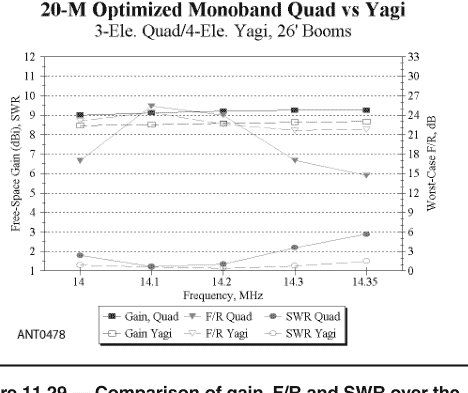 20-M Optimized Monoband Quad vs Yagi
3-Ele. Quad/4-Ele. Yagi, 26' Booms
Free-Space Gain (dBi), SWR
12
11
10
9
8
7
6
5
4
3
2
1
33
30
27
24
21
18
15
12
9
6
3
0
Worst-Case F/R, dB
14 14.1 14.2 14.3 14.35
Frequency, MHz
Gain, Quad F/R Quad SWR Quad
Gain Yagi F/R Yagi SWR Yagi
ANT0478
re 11.29 — Comparison of gain, F/R and SWR over the